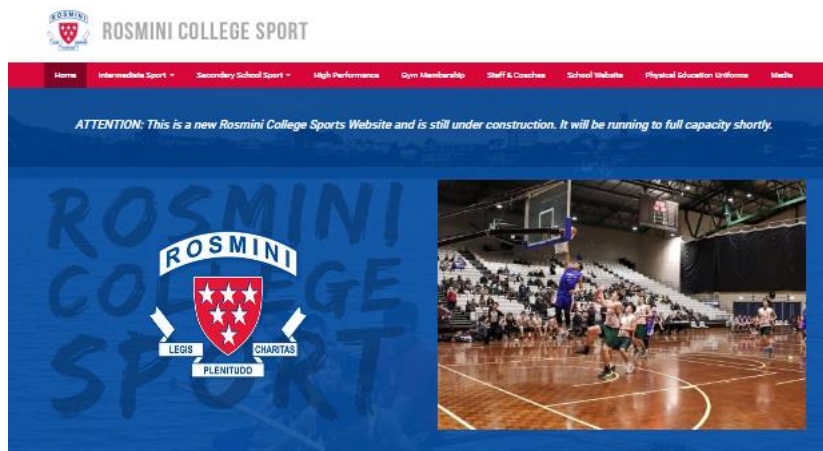 ROSMINI
ROSMINI COLLEGE SPORT
Home Intermediate Sport Secondary School Sport High Performance Gym Membership Staff & Coaches School Website Physical Education Uniforms Media
ATTENTION: This is a new Rosmini College Sports Website and is still under construction. It will be running to full capacity shortly.
ROSMINI
COLLEGE
SPORT
ROSMINI
LEGIS
CHARITAS
PLENITUDO